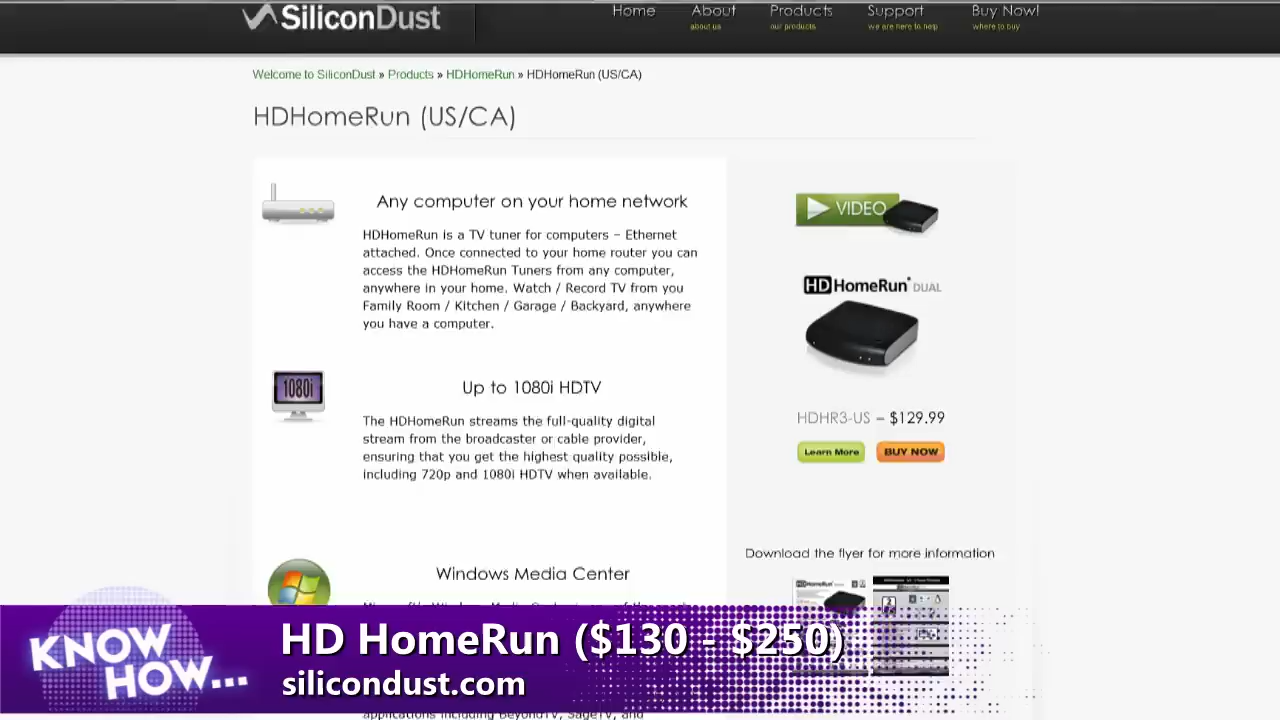 SiliconDust
Home About Products Support Buy Now!
about us our products we are here to help where to buy
Welcome to SiliconDust » Products » HDHomeRun » HDHomeRun (US/CA)
HDHomeRun (US/CA)
Any computer on your home network
HDHomeRun is a TV tuner for computers – Ethernet
attached. Once connected to your home router you can
access the HDHomeRun Tuners from any computer,
anywhere in your home. Watch / Record TV from you
Family Room / Kitchen / Garage / Backyard, anywhere
you have a computer.
VIDEO
HDHomeRun DUAL
1080i
Up to 1080i HDTV
The HDHomeRun streams the full-quality digital
stream from the broadcaster or cable provider,
ensuring that you get the highest quality possible,
including 720p and 1080i HDTV when available.
HDHR3-US – $129.99
Learn More BUY NOW
Download the flyer for more information
HDHomeRun
Windows Media Center
KNOW
HOW...
HD HomeRun ($130 - $250)
silicondust.com
applications including BeyondTV, SageTV, and